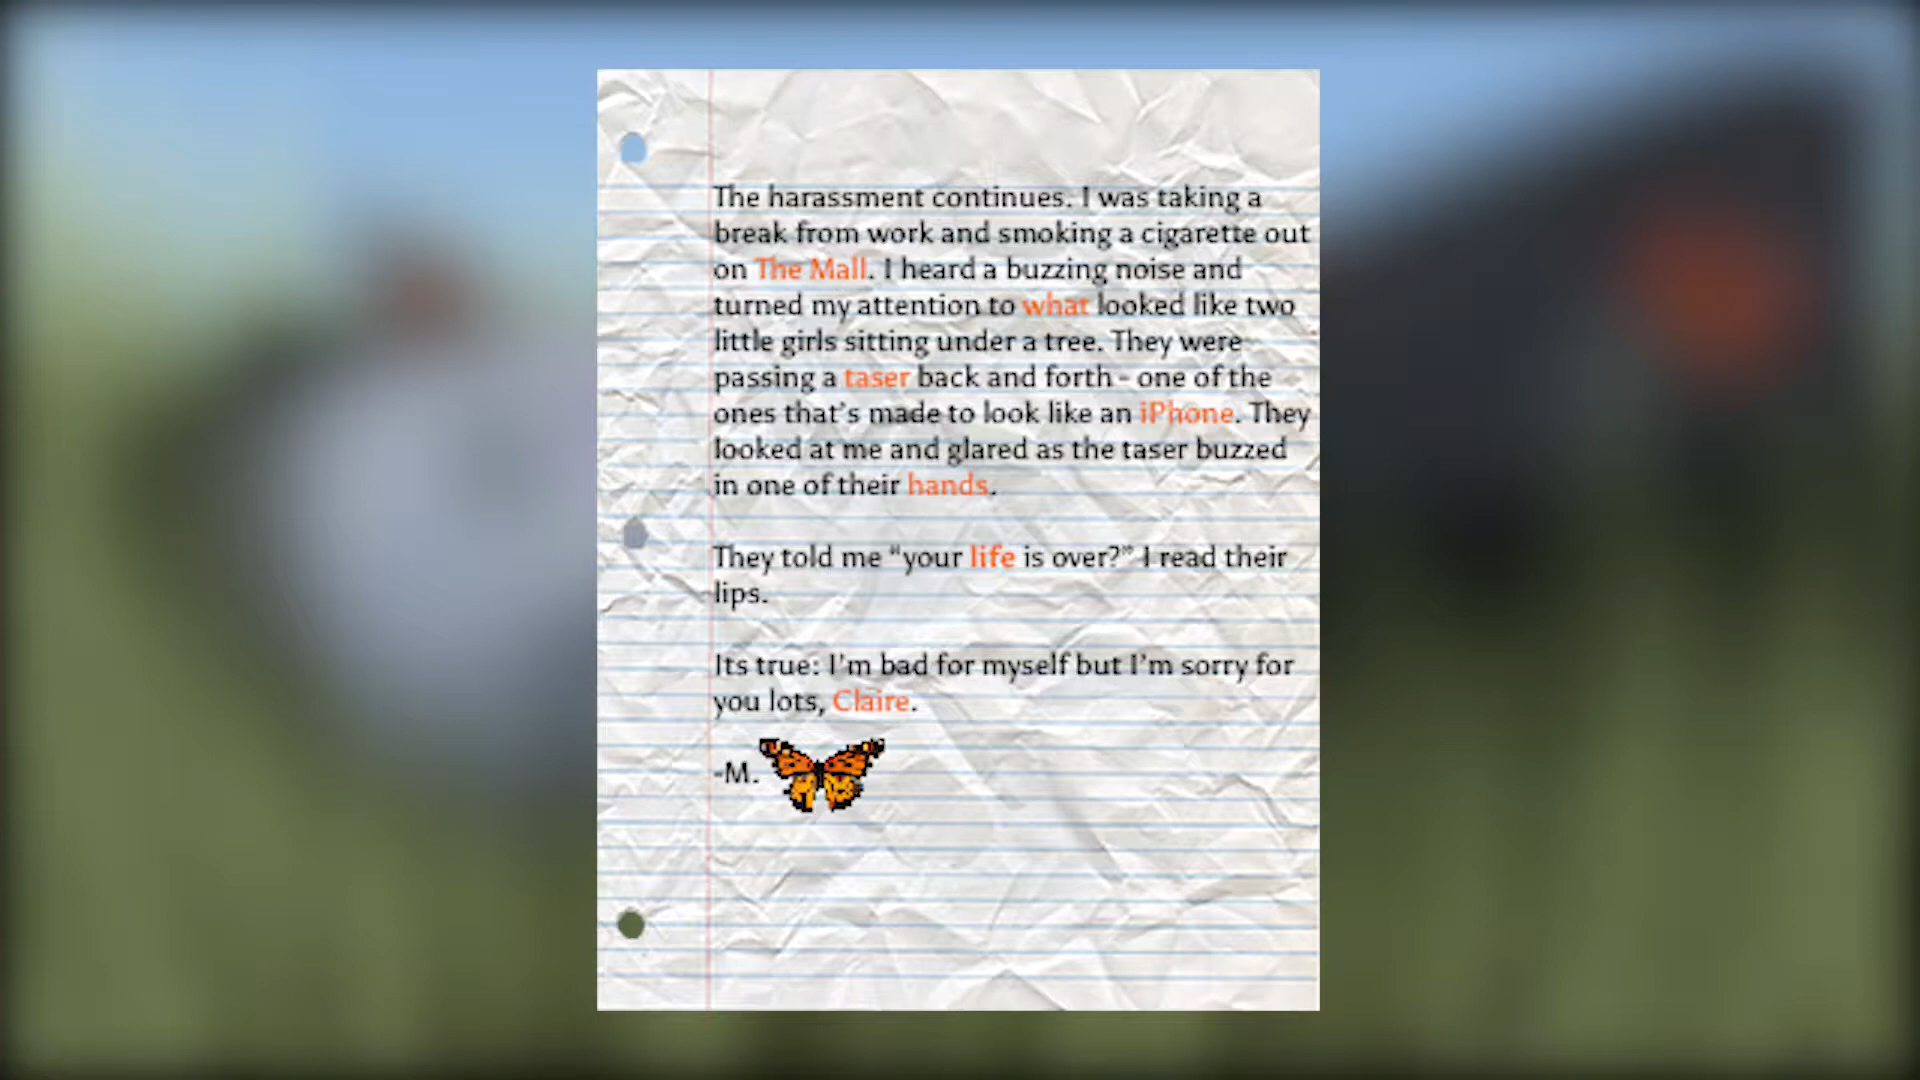 The harassment continues. I was taking a
break from work and smoking a cigarette out
on The Mall. I heard a buzzing noise and
turned my attention to what looked like two
little girls sitting under a tree. They were
passing a taser back and forth - one of the
ones that's made to look like an iPhone. They
looked at me and glared as the taser buzzed
in one of their hands.
They told me “your life is over?” I read their
lips.
Its true: I'm bad for myself but I'm sorry for
you lots, Claire.
-M.